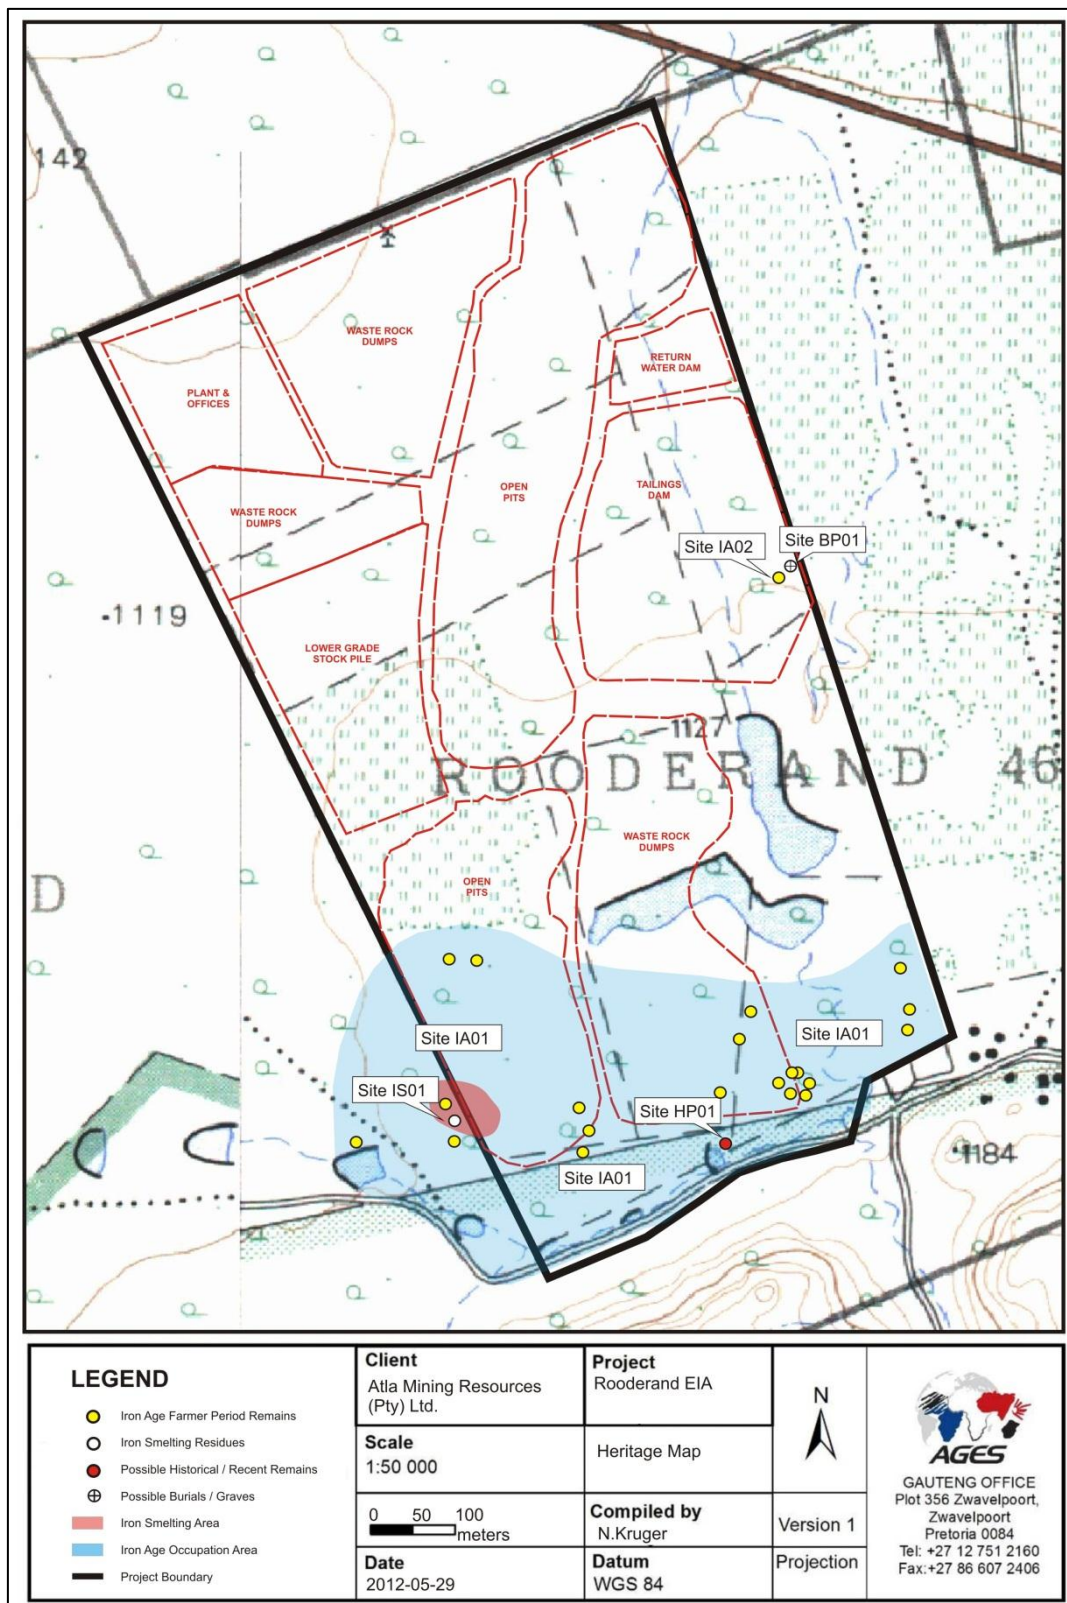 142
WASTE ROCK
DUMPS
PLANT &
OFFICES
RETURN
WATER DAM
WASTE ROCK
DUMPS
OPEN
PITS
TAILINGS
DAM
Site IA02
Site BP01
1119
LOWER GRADE
STOCK PILE
1127
ROODERAND 46
WASTE ROCK
DUMPS
D
OPEN
PITS
Site IA01
Site IA01
Site IS01
Site HP01
Site IA01
1184
LEGEND
Iron Age Farmer Period Remains
Iron Smelting Residues
Possible Historical / Recent Remains
Possible Burials / Graves
Iron Smelting Area
Iron Age Occupation Area
Project Boundary
Client
Atla Mining Resources
(Pty) Ltd.
Project
Rooderand EIA
Scale
1:50 000
Heritage Map
0 50 100
meters
Compiled by
N.Kruger
Date
2012-05-29
Datum
WGS 84
N
Version 1
Projection
AGES
GAUTENG OFFICE
Plot 356 Zwavelpoort,
Zwavelpoort
Pretoria 0084
Tel: +27 12 751 2160
Fax:+27 86 607 2406